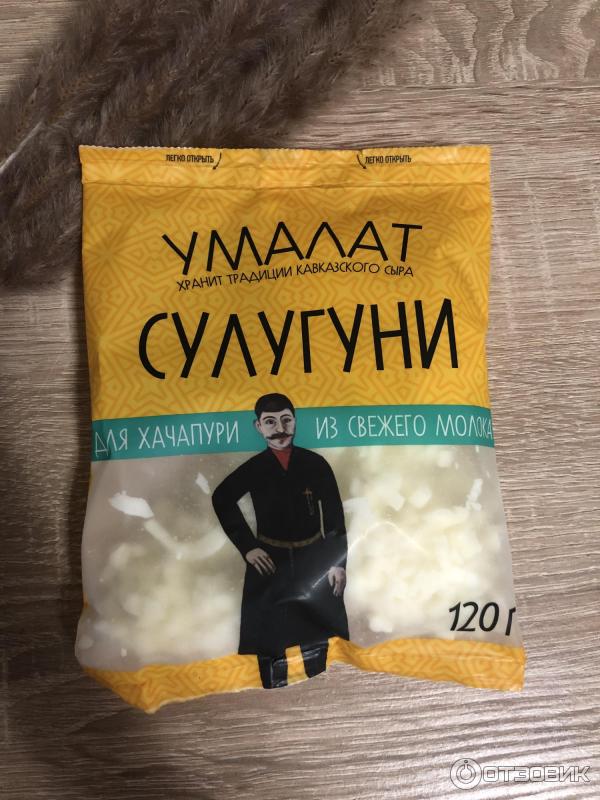 ЛЕГКО ОТКРЫТЬ ЛЕГКО ОТКРЫТЬ
УМАЛАТ
ХРАНИТ ТРАДИЦИИ КАВКАЗСКОГО СЫРА
СУЛУГУНИ
ДЛЯ ХАЧАПУРИ ИЗ СВЕЖЕГО МОЛОКА
120 Г
ОТЗОВИК